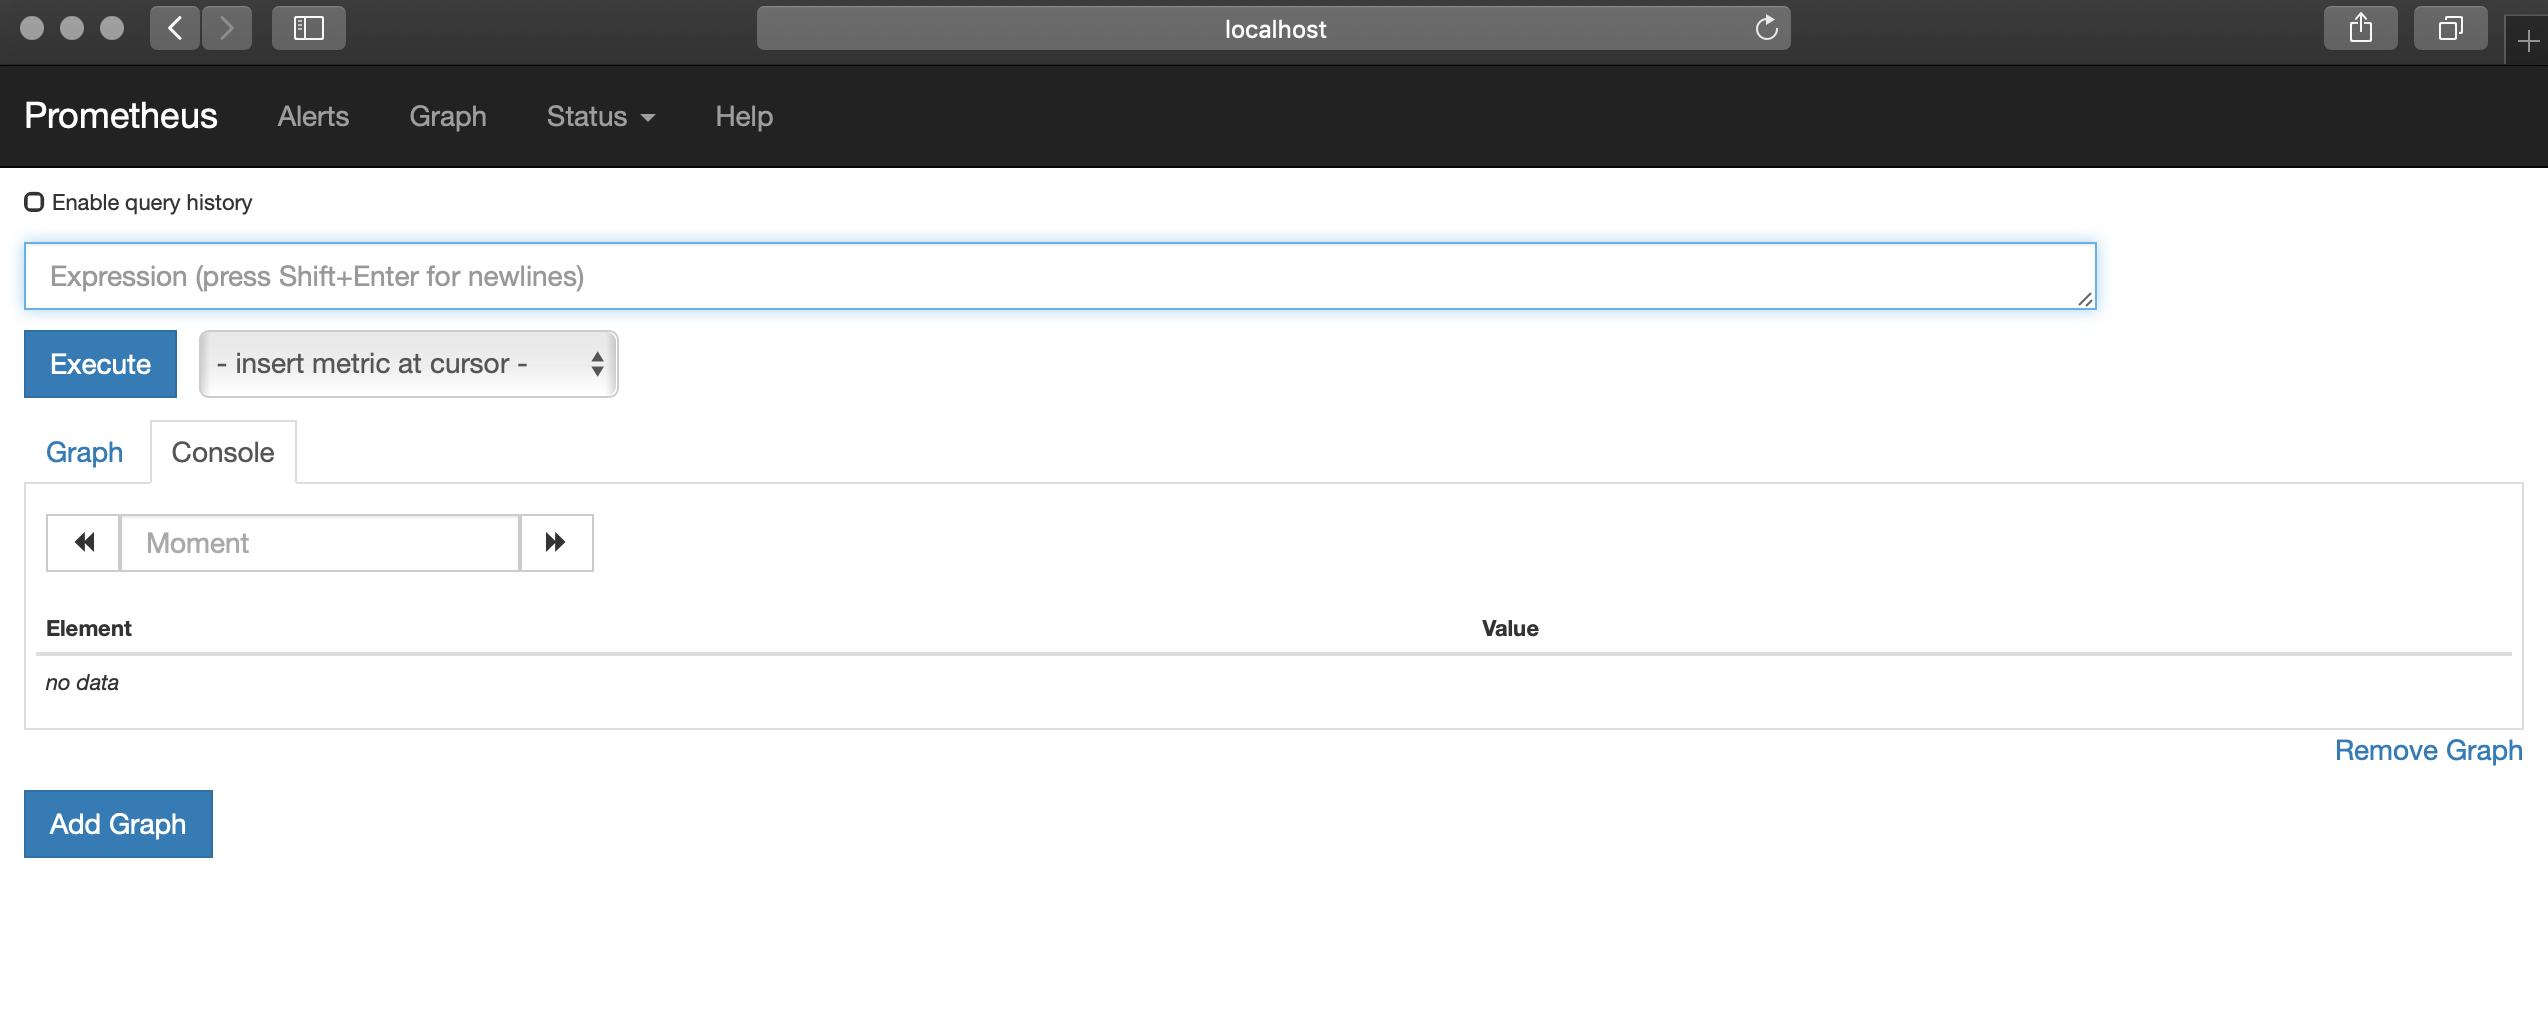 localhost
Prometheus Alerts Graph Status Help
Enable query history
Expression (press Shift+Enter for newlines)
Execute - insert metric at cursor -
Graph Console
Moment
Element Value
no data
Remove Graph
Add Graph